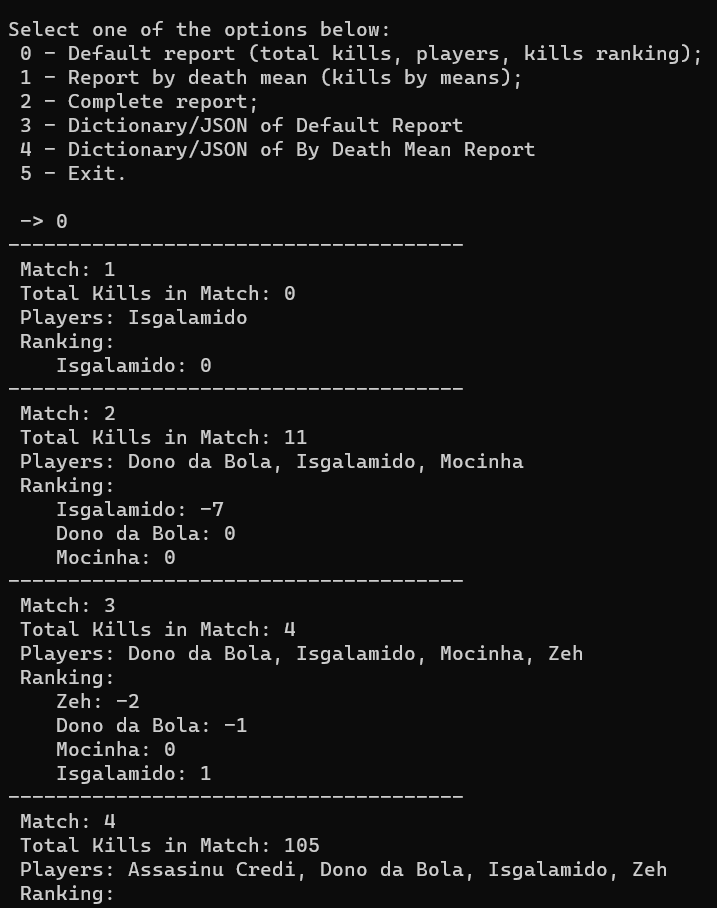 Select one of the options below:
0 - Default report (total kills, players, kills ranking);
1 - Report by death mean (kills by means);
2 - Complete report;
3 - Dictionary/JSON of Default Report
4 - Dictionary/JSON of By Death Mean Report
5 - Exit.
-> 0
--------------------------------------
Match: 1
Total Kills in Match: 0
Players: Isgalamido
Ranking:
Isgalamido: 0
--------------------------------------
Match: 2
Total Kills in Match: 11
Players: Dono da Bola, Isgalamido, Mocinha
Ranking:
Isgalamido: -7
Dono da Bola: 0
Mocinha: 0
--------------------------------------
Match: 3
Total Kills in Match: 4
Players: Dono da Bola, Isgalamido, Mocinha, Zeh
Ranking:
Zeh: -2
Dono da Bola: -1
Mocinha: 0
Isgalamido: 1
--------------------------------------
Match: 4
Total Kills in Match: 105
Players: Assasinu Credi, Dono da Bola, Isgalamido, Zeh
Ranking: